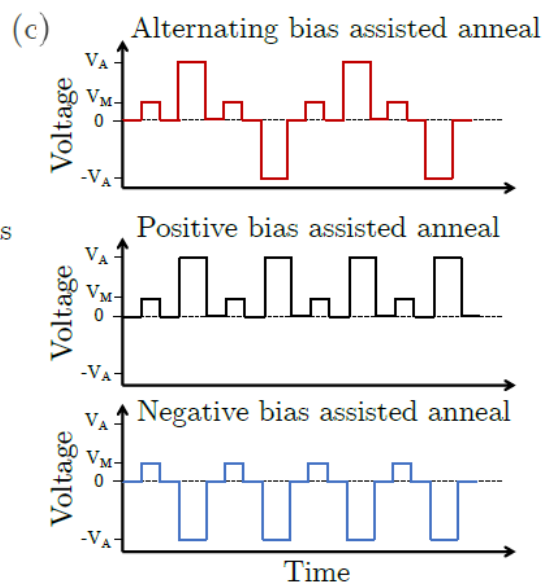 (c) Alternating bias assisted anneal
Voltage
V_A
V_M
0
-V_A
s
Positive bias assisted anneal
Voltage
V_A
V_M
0
-V_A
Negative bias assisted anneal
Voltage
V_A
V_M
0
-V_A
Time